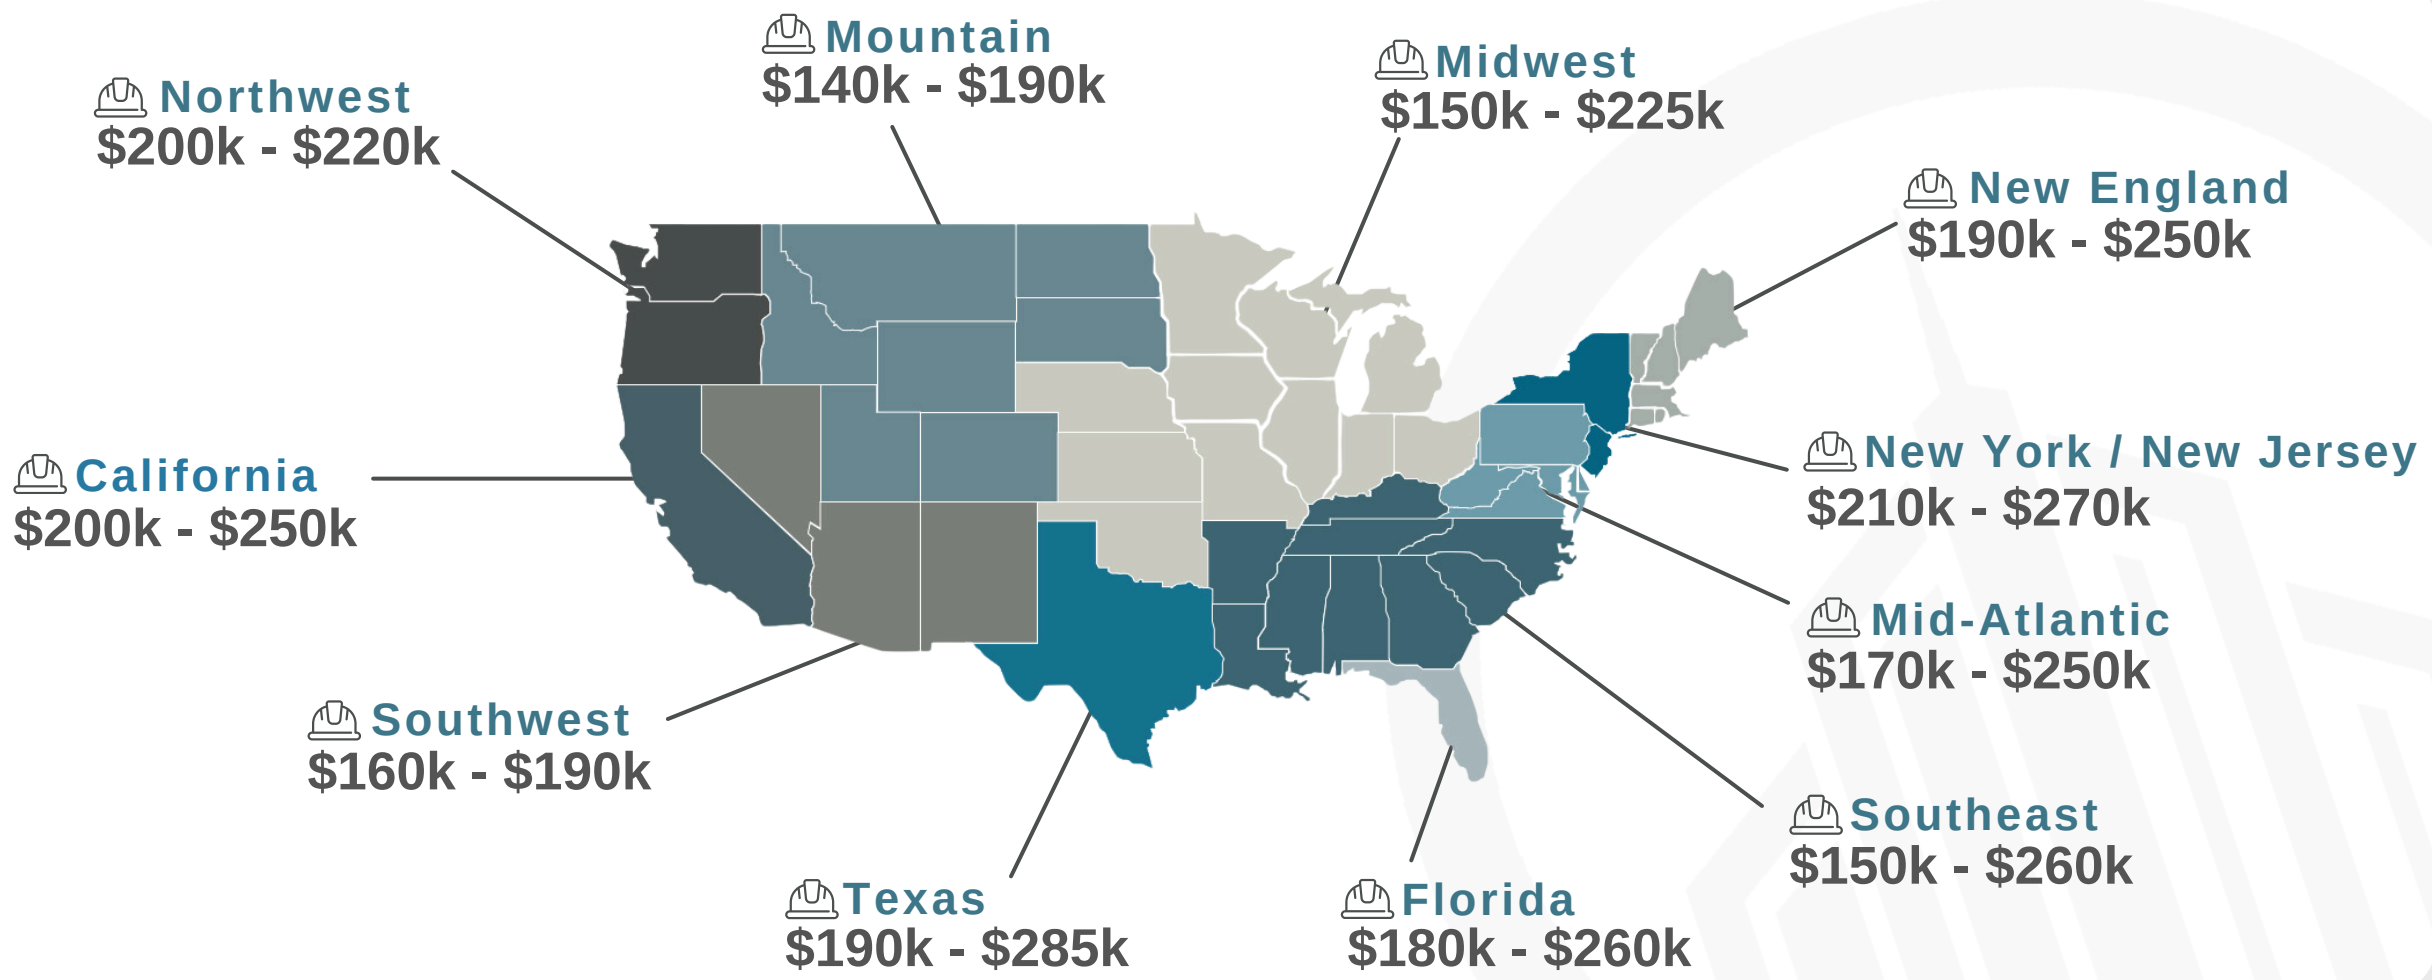 Mountain
$140k - $190k
Midwest
$150k - $225k
Northwest
$200k - $220k
New England
$190k - $250k
California
$200k - $250k
New York / New Jersey
$210k - $270k
Mid-Atlantic
$170k - $250k
Southwest
$160k - $190k
Southeast
$150k - $260k
Texas
$190k - $285k
Florida
$180k - $260k